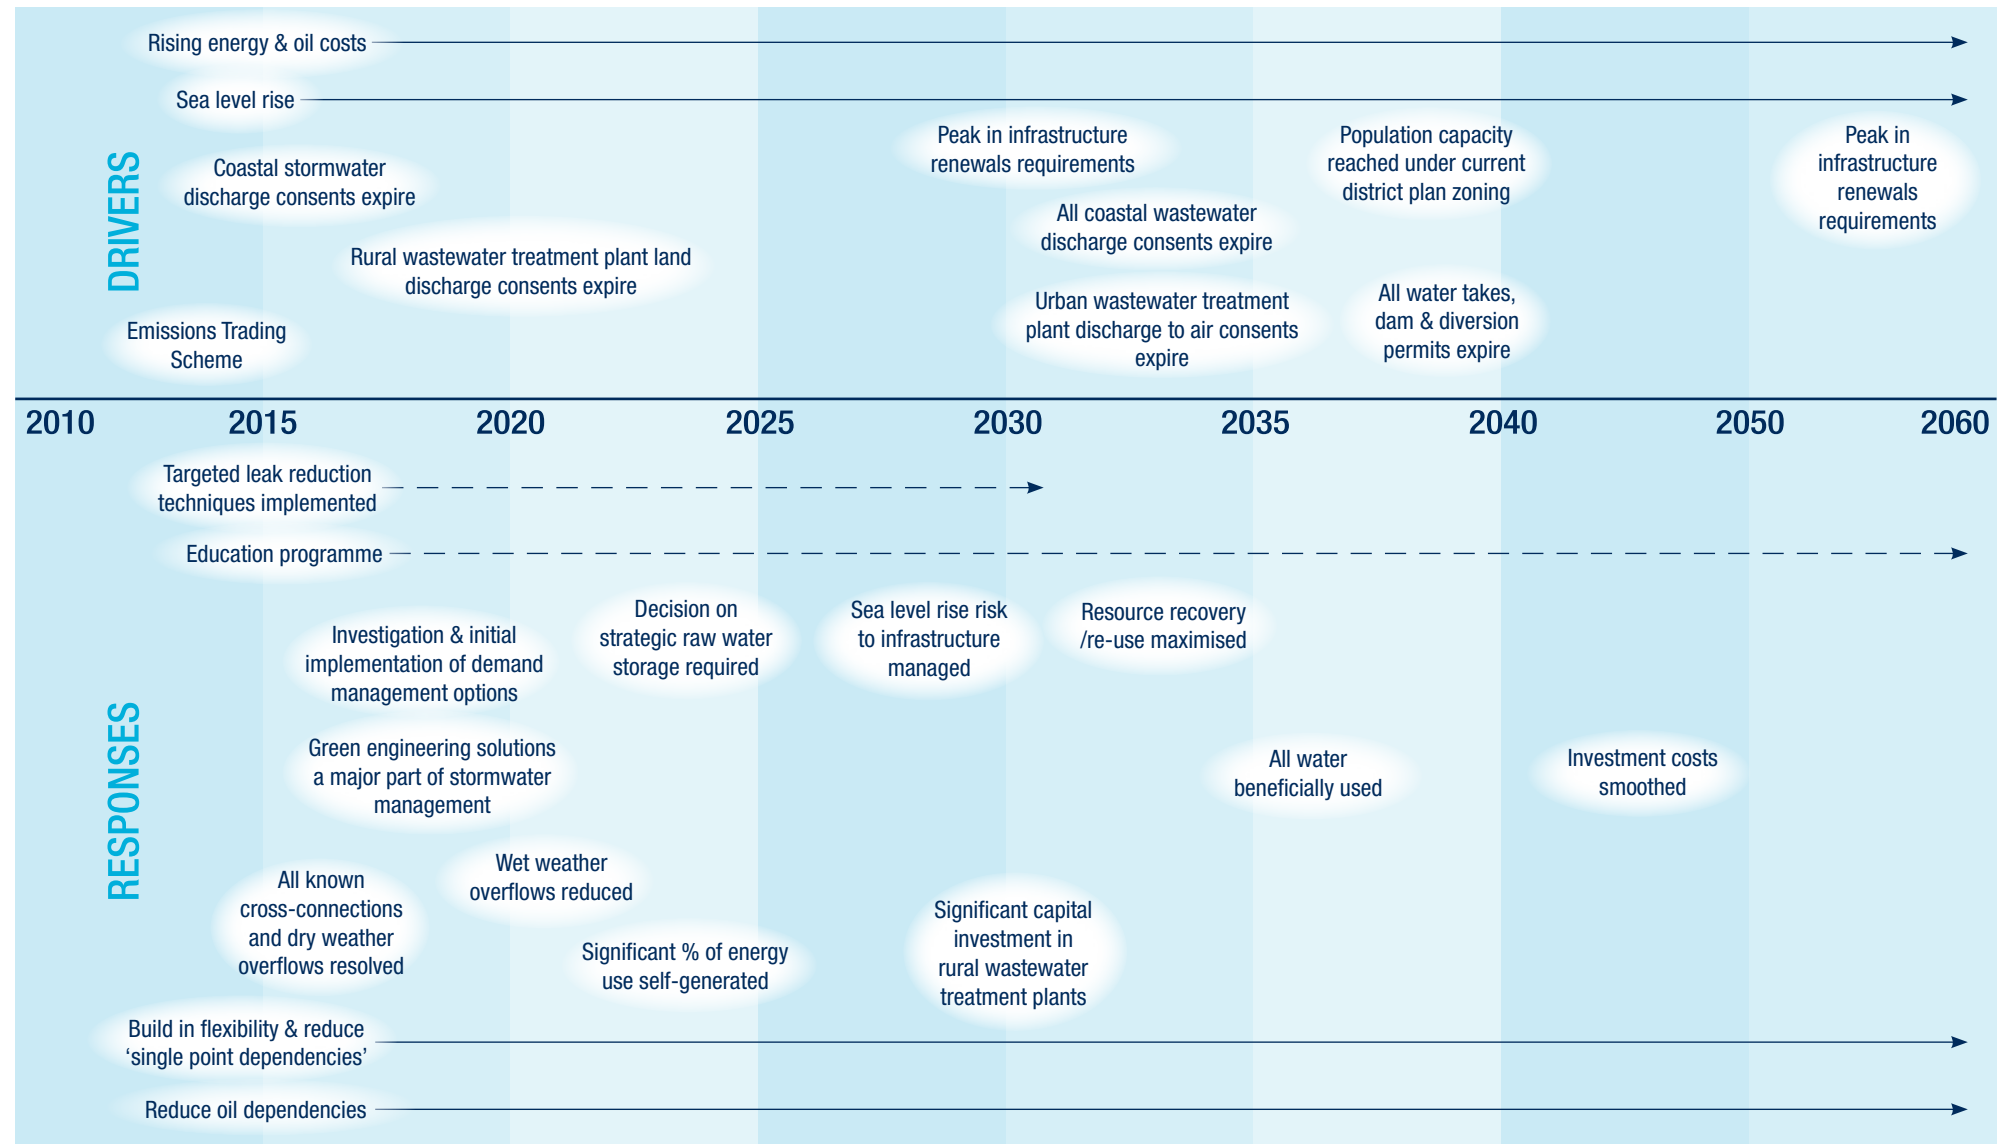 Rising energy & oil costs
Sea level rise
DRIVERS
Coastal stormwater
discharge consents expire
Rural wastewater treatment plant land
discharge consents expire
Emissions Trading
Scheme
Peak in infrastructure
renewals requirements
All coastal wastewater
discharge consents expire
Urban wastewater treatment
plant discharge to air consents
expire
Population capacity
reached under current
district plan zoning
All water takes,
dam & diversion
permits expire
Peak in
infrastructure
renewals
requirements
2010 2015 2020 2025 2030 2035 2040 2050 2060
Targeted leak reduction
techniques implemented
Education programme
RESPONSES
Investigation & initial
implementation of demand
management options
Decision on
strategic raw water
storage required
Sea level rise risk
to infrastructure
managed
Resource recovery
/re-use maximised
Green engineering solutions
a major part of stormwater
management
All water
beneficially used
Investment costs
smoothed
Wet weather
overflows reduced
All known
cross-connections
and dry weather
overflows resolved
Significant % of energy
use self-generated
Significant capital
investment in
rural wastewater
treatment plants
Build in flexibility & reduce
‘single point dependencies’
Reduce oil dependencies